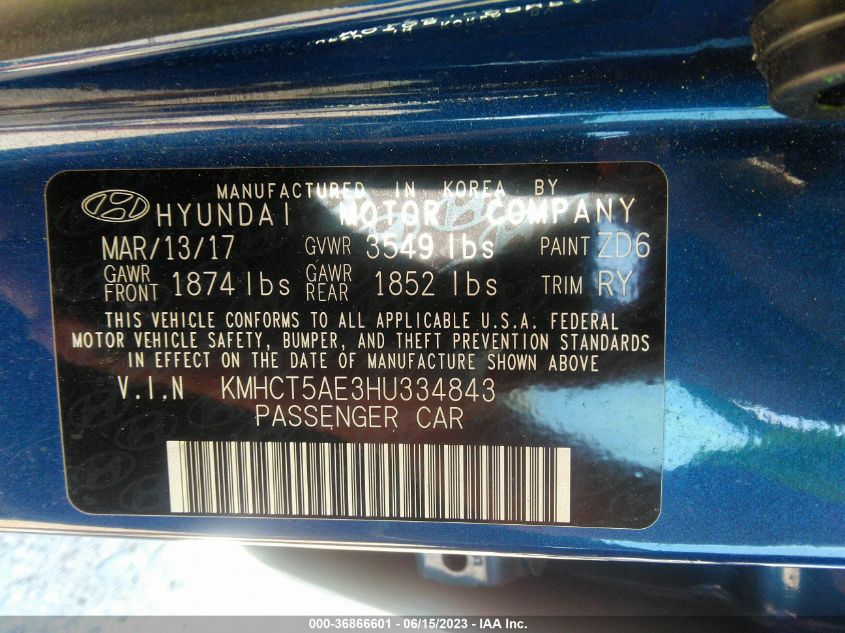 MANUFACTURED IN KOREA BY
HYUNDAI MOTOR COMPANY
MAR/13/17 GVWR 3549 lbs PAINT ZD6
GAWR FRONT 1874 lbs GAWR REAR 1852 lbs TRIM RY
THIS VEHICLE CONFORMS TO ALL APPLICABLE U.S.A. FEDERAL
MOTOR VEHICLE SAFETY, BUMPER, AND THEFT PREVENTION STANDARDS
IN EFFECT ON THE DATE OF MANUFACTURE SHOWN ABOVE
V.I.N KMHCT5AE3HU334843
PASSENGER CAR
000-36866601 - 06/15/2023 - IAA Inc.